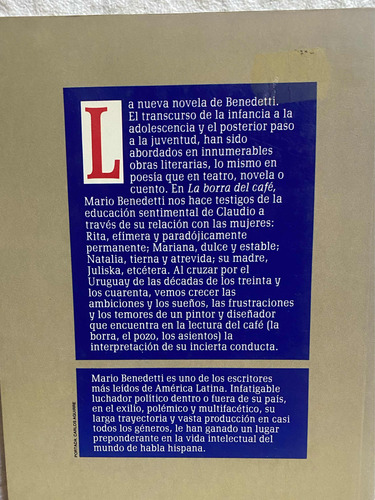 La nueva novela de Benedetti.
El transcurso de la infancia a la
adolescencia y el posterior paso
a la juventud, han sido
abordados en innumerables
obras literarias, lo mismo en
poesía que en teatro, novela o
cuento. En La borra del café,
Mario Benedetti nos hace testigos de la
educación sentimental de Claudio a
través de su relación con las mujeres:
Rita, efímera y paradójicamente
permanente; Mariana, dulce y estable;
Natalia, tierna y atrevida; su madre,
Juliska, etcétera. Al cruzar por el
Uruguay de las décadas de los treinta y
los cuarenta, vemos crecer las
ambiciones y los sueños, las frustraciones
y los temores de un pintor y diseñador
que encuentra en la lectura del café (la
borra, el pozo, los asientos) la
interpretación de su incierta conducta.
Mario Benedetti es uno de los escritores
más leídos de América Latina. Infatigable
luchador político dentro o fuera de su país,
en el exilio, polémico y multifacético, su
larga trayectoria y vasta producción en casi
todos los géneros, le han ganado un lugar
preponderante en la vida intelectual del
mundo de habla hispana.
PORTADA: CARLOS AGUIRRE